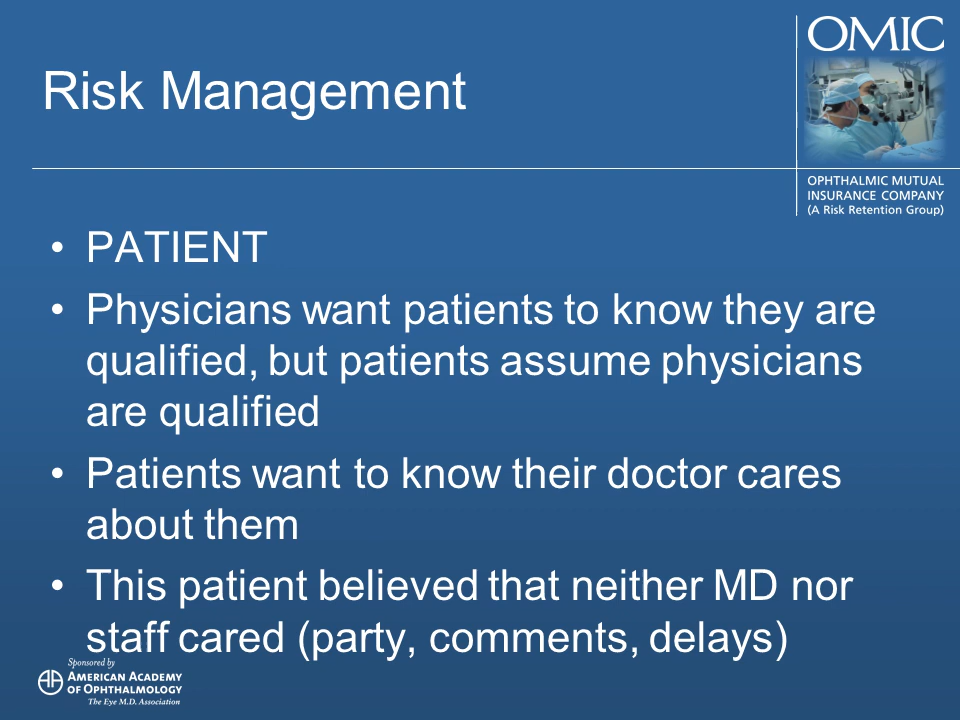 OMIC
Risk Management
OPHTHALMIC MUTUAL
INSURANCE COMPANY
(A Risk Retention Group)
• PATIENT
• Physicians want patients to know they are
qualified, but patients assume physicians
are qualified
• Patients want to know their doctor cares
about them
• This patient believed that neither MD nor
staff cared (party, comments, delays)
Sponsored by
AMERICAN ACADEMY
OF OPHTHALMOLOGY
The Eye M.D. Association